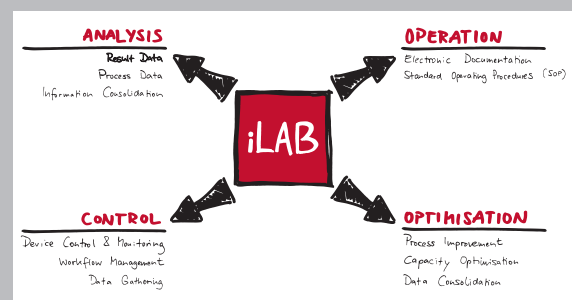 ANALYSIS
Result Data
Process Data
Information Consolidation
OPERATION
Electronic Documentation
Standard Operating Procedures (SOP)
iLAB
CONTROL
Device Control & Monitoring
Workflow Management
Data Gathering
OPTIMISATION
Process Improvement
Capacity Optimisation
Data Consolidation